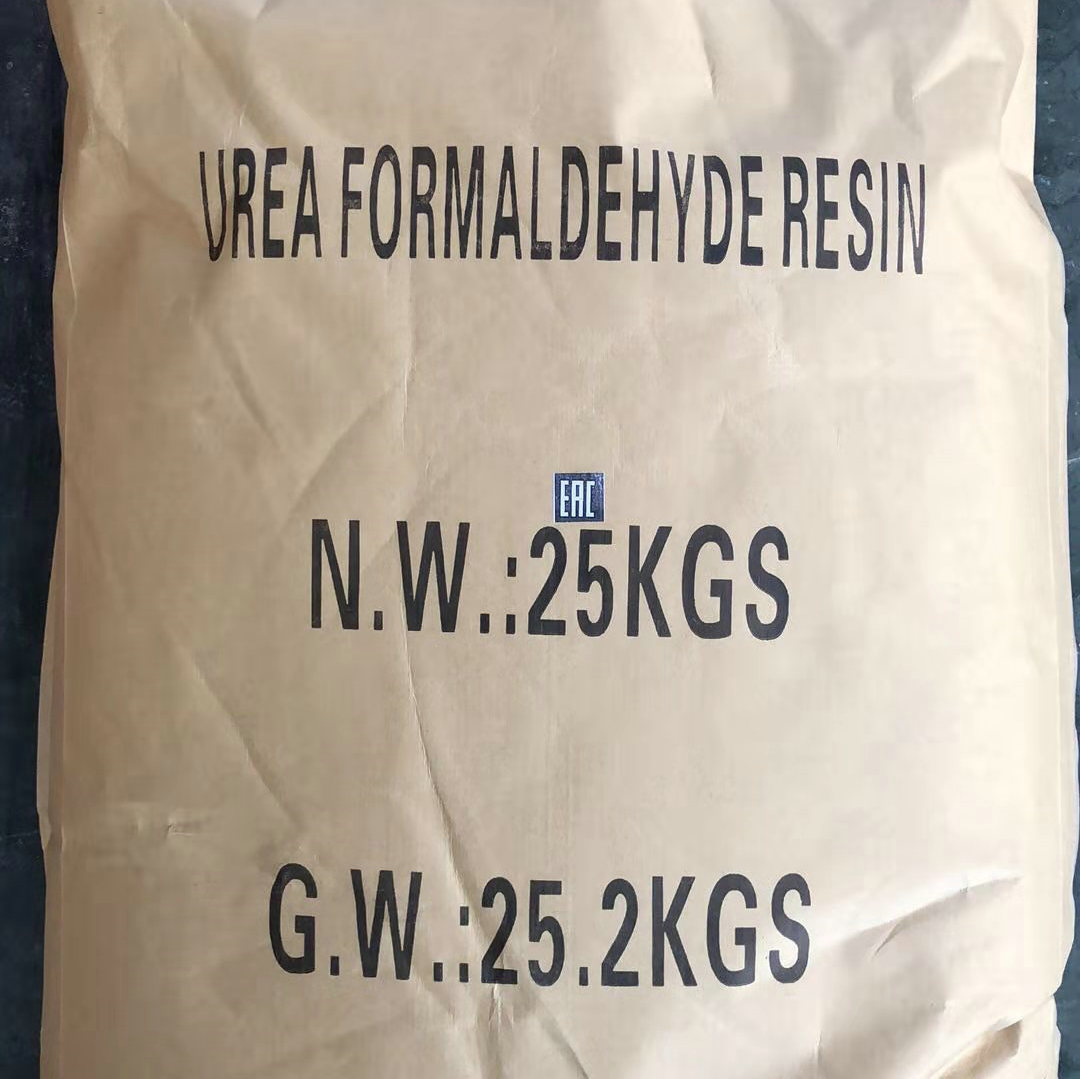 UREA FORMALDEHYDE RESIN
EAC
N.W.:25KGS
G.W.:25.2KGS